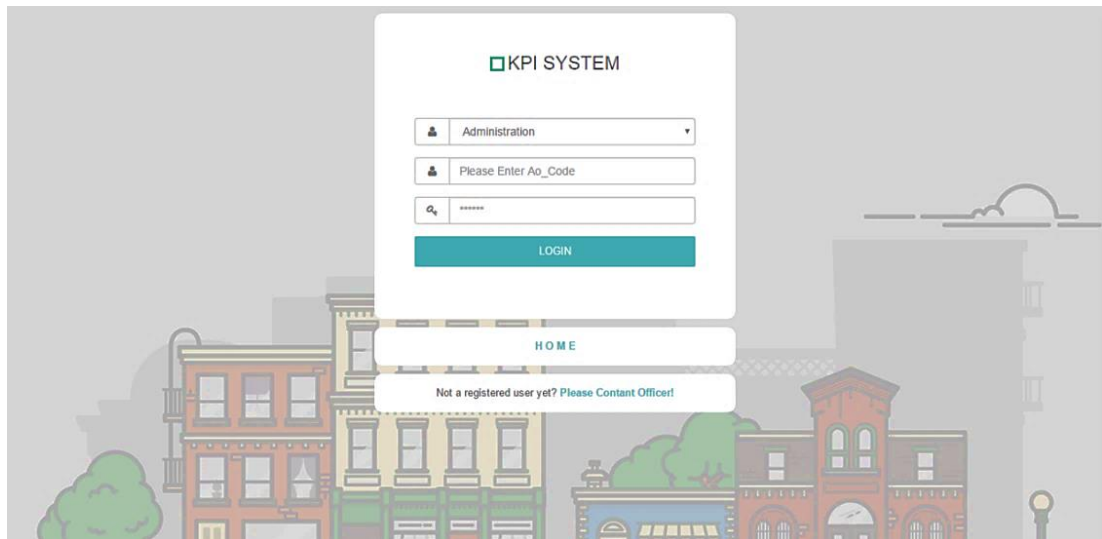 KPI SYSTEM
Administration
Please Enter Ao_Code
******
LOGIN
HOME
Not a registered user yet? Please Contant Officer!